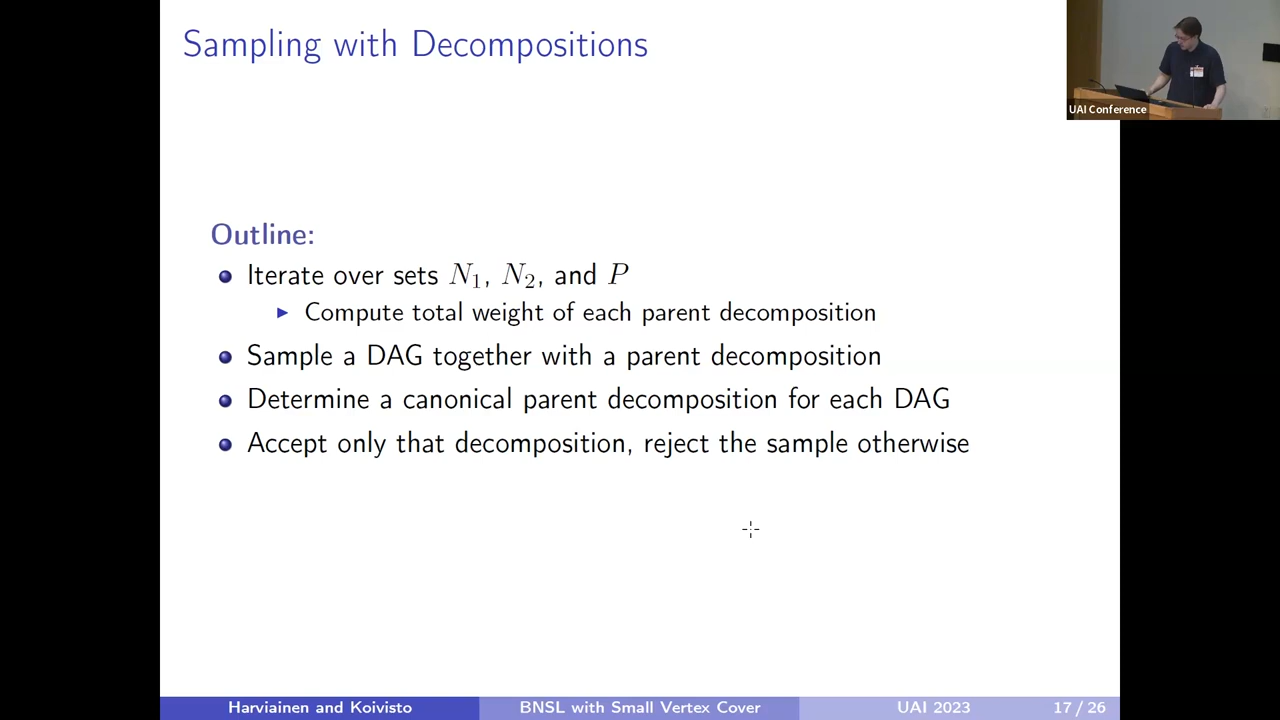 Sampling with Decompositions
UAI Conference
Outline:
Iterate over sets N₁, N₂, and P
Compute total weight of each parent decomposition
Sample a DAG together with a parent decomposition
Determine a canonical parent decomposition for each DAG
Accept only that decomposition, reject the sample otherwise
Harviainen and Koivisto BNSL with Small Vertex Cover UAI 2023 17 / 26